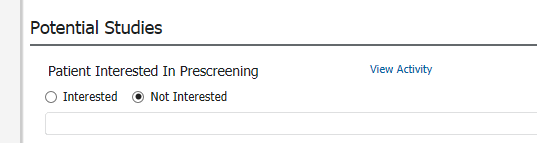 Potential Studies
Patient Interested In Prescreening View Activity
Interested Not Interested